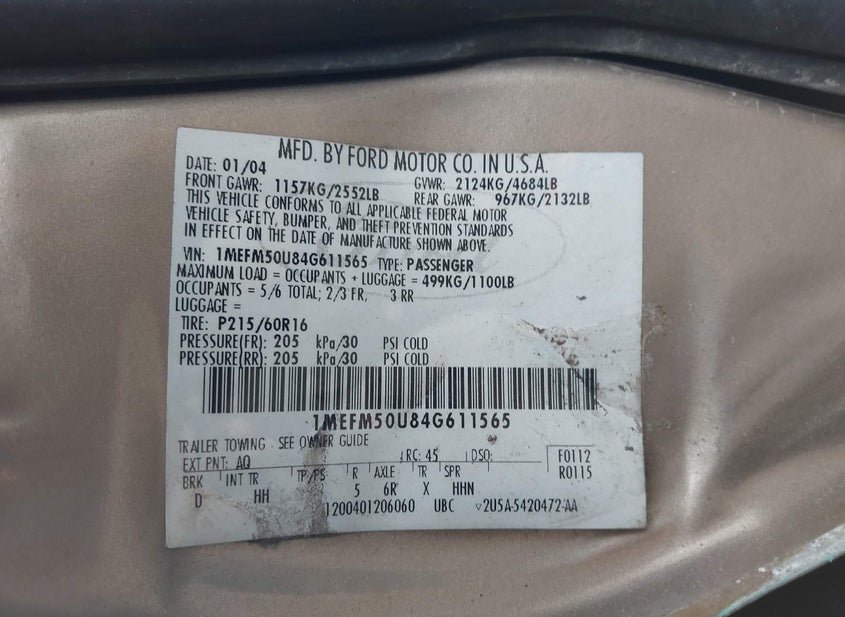 MFD. BY FORD MOTOR CO. IN U.S.A.
DATE: 01/04 GVWR: 2124KG/4684LB
FRONT GAWR: 1157KG/2552LB REAR GAWR: 967KG/2132LB
THIS VEHICLE CONFORMS TO ALL APPLICABLE FEDERAL MOTOR
VEHICLE SAFETY, BUMPER, AND THEFT PREVENTION STANDARDS
IN EFFECT ON THE DATE OF MANUFACTURE SHOWN ABOVE.
VIN: 1MEFM50U84G611565 TYPE: PASSENGER
MAXIMUM LOAD = OCCUPANTS + LUGGAGE = 499KG/1100LB
OCCUPANTS = 5/6 TOTAL; 2/3 FR, 3 RR
LUGGAGE =
TIRE: P215/60R16
PRESSURE(FR): 205 kPa/30 PSI COLD
PRESSURE(RR): 205 kPa/30 PSI COLD
1MEFM50U84G611565
TRAILER TOWING - SEE OWNER GUIDE
EXT PNT: AQ RC: 45 DSO: F0112
BRK INT TR TP/PS R AXLE TR SPR R0115
D HH 5 6R X HHN
1200401206060 UBC ▽2U5A-5420472-AA